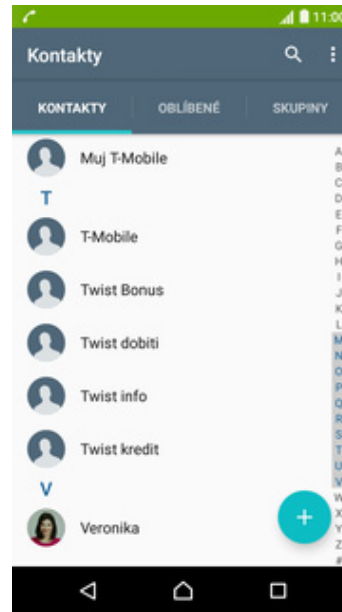 11:00
Kontakty
KONTAKTY OBLÍBENÉ SKUPINY
Muj T-Mobile
T
T-Mobile
Twist Bonus
Twist dobiti
Twist info
Twist kredit
V
Veronika
A
B
C
D
E
F
G
H
I
J
K
L
M
N
O
P
Q
R
S
T
U
V
W
X
Y
Z
#